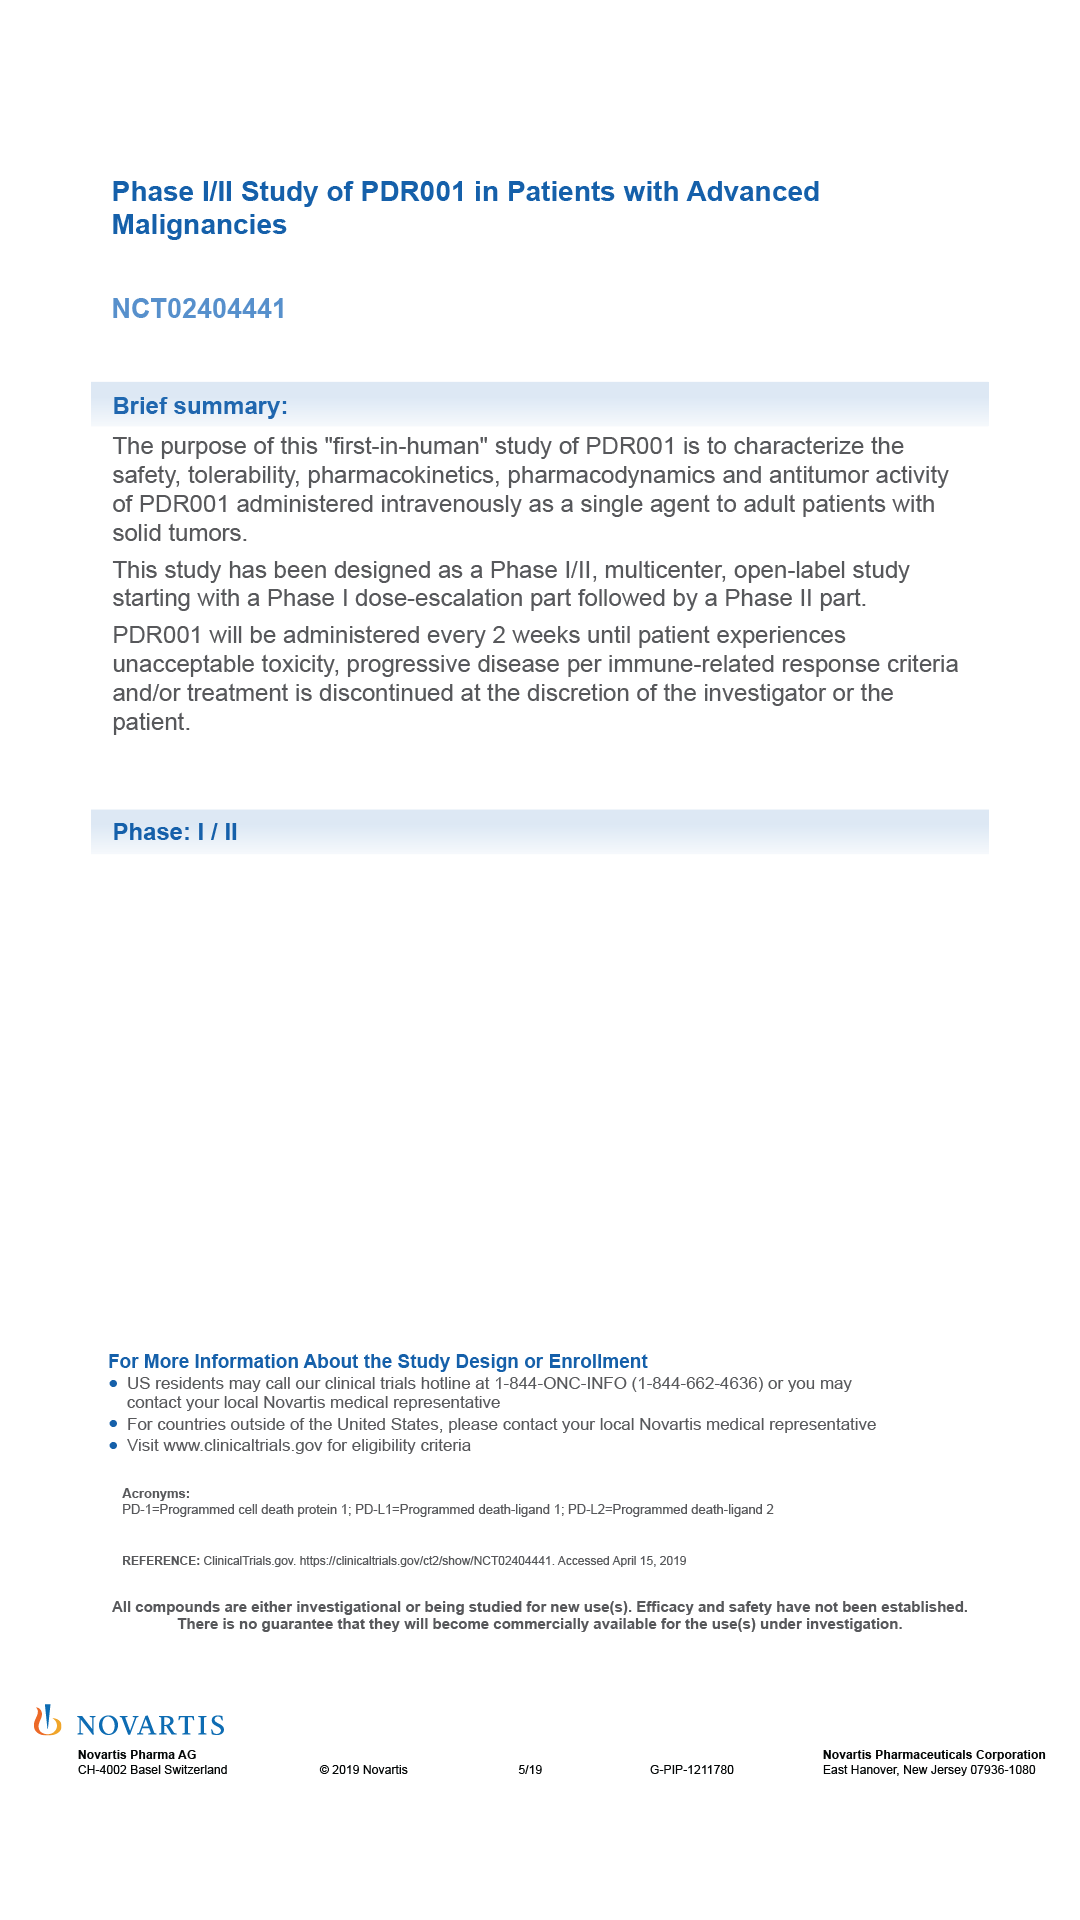 Phase I/II Study of PDR001 in Patients with Advanced
Malignancies
NCT02404441
Brief summary:
The purpose of this "first-in-human" study of PDR001 is to characterize the
safety, tolerability, pharmacokinetics, pharmacodynamics and antitumor activity
of PDR001 administered intravenously as a single agent to adult patients with
solid tumors.
This study has been designed as a Phase I/II, multicenter, open-label study
starting with a Phase I dose-escalation part followed by a Phase II part.
PDR001 will be administered every 2 weeks until patient experiences
unacceptable toxicity, progressive disease per immune-related response criteria
and/or treatment is discontinued at the discretion of the investigator or the
patient.
Phase: I / II
For More Information About the Study Design or Enrollment
● US residents may call our clinical trials hotline at 1-844-ONC-INFO (1-844-662-4636) or you may
contact your local Novartis medical representative
● For countries outside of the United States, please contact your local Novartis medical representative
● Visit www.clinicaltrials.gov for eligibility criteria
Acronyms:
PD-1=Programmed cell death protein 1; PD-L1=Programmed death-ligand 1; PD-L2=Programmed death-ligand 2
REFERENCE: ClinicalTrials.gov. https://clinicaltrials.gov/ct2/show/NCT02404441. Accessed April 15, 2019
All compounds are either investigational or being studied for new use(s). Efficacy and safety have not been established.
There is no guarantee that they will become commercially available for the use(s) under investigation.
NOVARTIS
Novartis Pharma AG
CH-4002 Basel Switzerland
© 2019 Novartis
5/19
G-PIP-1211780
Novartis Pharmaceuticals Corporation
East Hanover, New Jersey 07936-1080